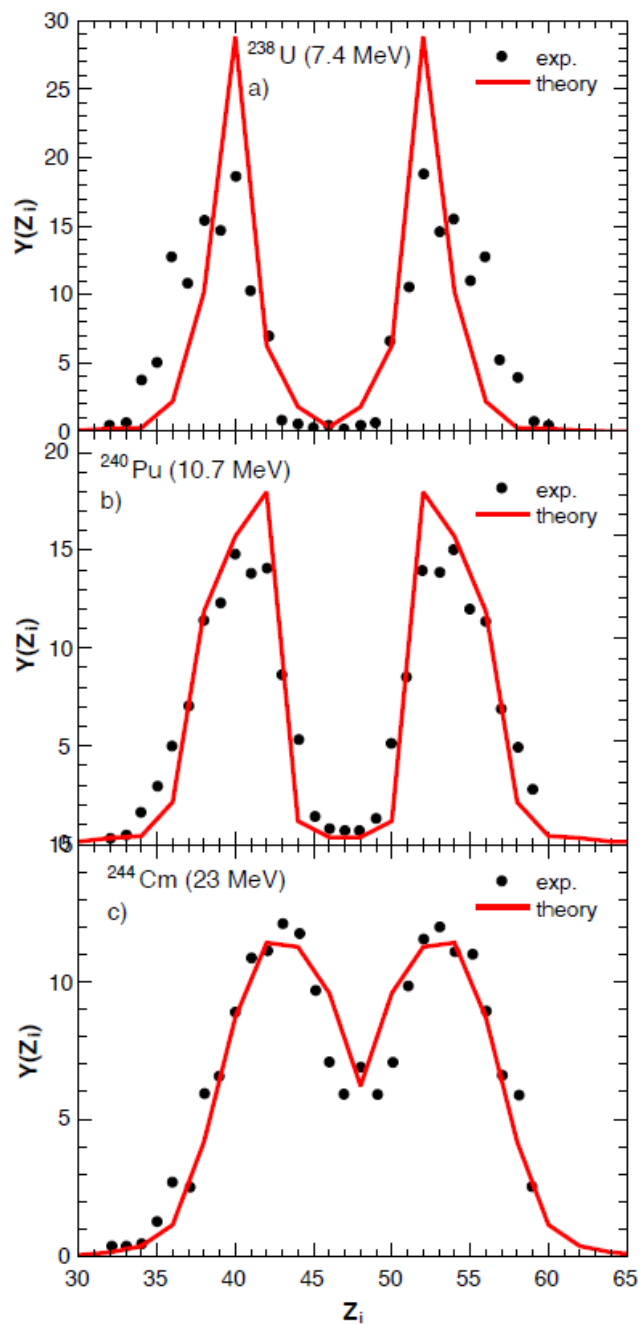 30
²³⁸U (7.4 MeV)
exp.
25
a)
theory
20
Y(Zᵢ)
15
10
5
0
20
²⁴⁰Pu (10.7 MeV)
exp.
b)
theory
15
Y(Zᵢ)
10
5
²⁴⁴Cm (23 MeV)
exp.
c)
theory
10
Y(Zᵢ)
5
0
30 35 40 45 50 55 60 65
Zᵢ